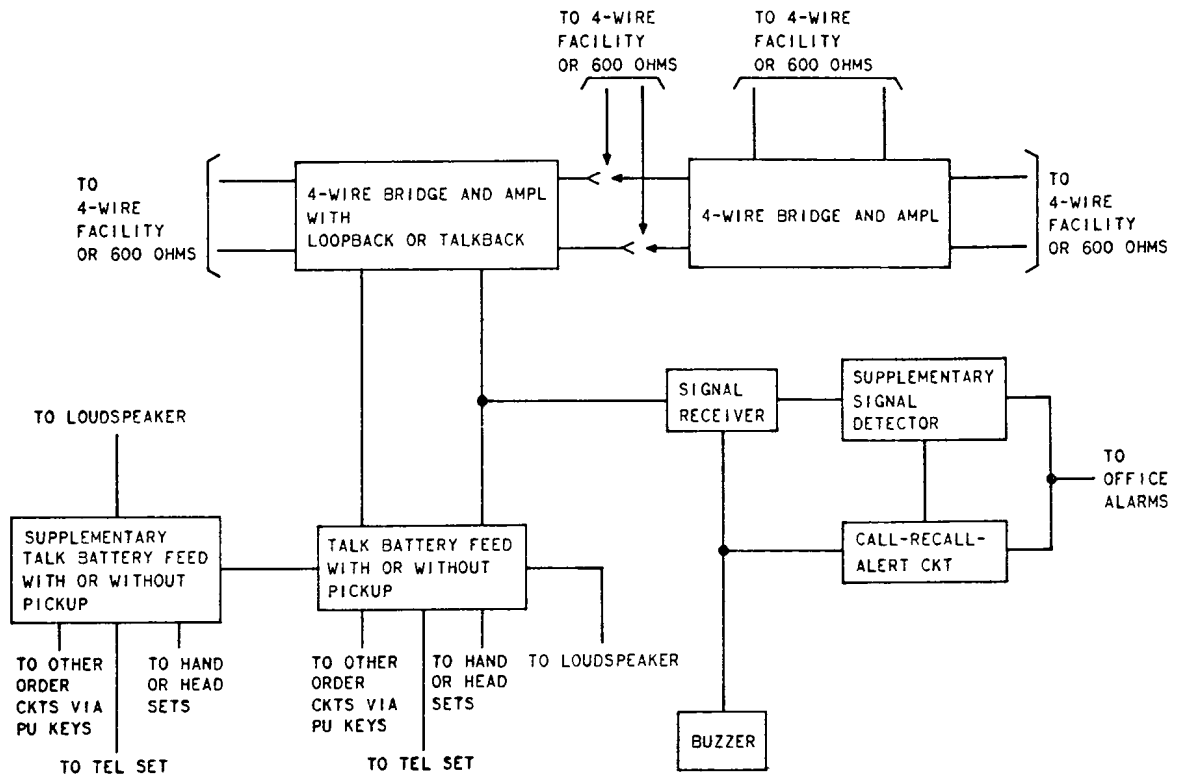 TO 4-WIRE
FACILITY
OR 600 OHMS
TO 4-WIRE
FACILITY
OR 600 OHMS
TO
4-WIRE
FACILITY
OR 600 OHMS
4-WIRE BRIDGE AND AMPL
WITH
LOOPBACK OR TALKBACK
4-WIRE BRIDGE AND AMPL
TO
4-WIRE
FACILITY
OR 600 OHMS
SIGNAL
RECEIVER
SUPPLEMENTARY
SIGNAL
DETECTOR
TO LOUDSPEAKER
TO
OFFICE
ALARMS
SUPPLEMENTARY
TALK BATTERY FEED
WITH OR WITHOUT
PICKUP
TALK BATTERY FEED
WITH OR WITHOUT
PICKUP
CALL-RECALL-
ALERT CKT
TO OTHER
ORDER
CKTS VIA
PU KEYS
TO HAND
OR HEAD
SETS
TO TEL SET
TO OTHER
ORDER
CKTS VIA
PU KEYS
TO HAND
OR HEAD
SETS
TO TEL SET
TO LOUDSPEAKER
BUZZER